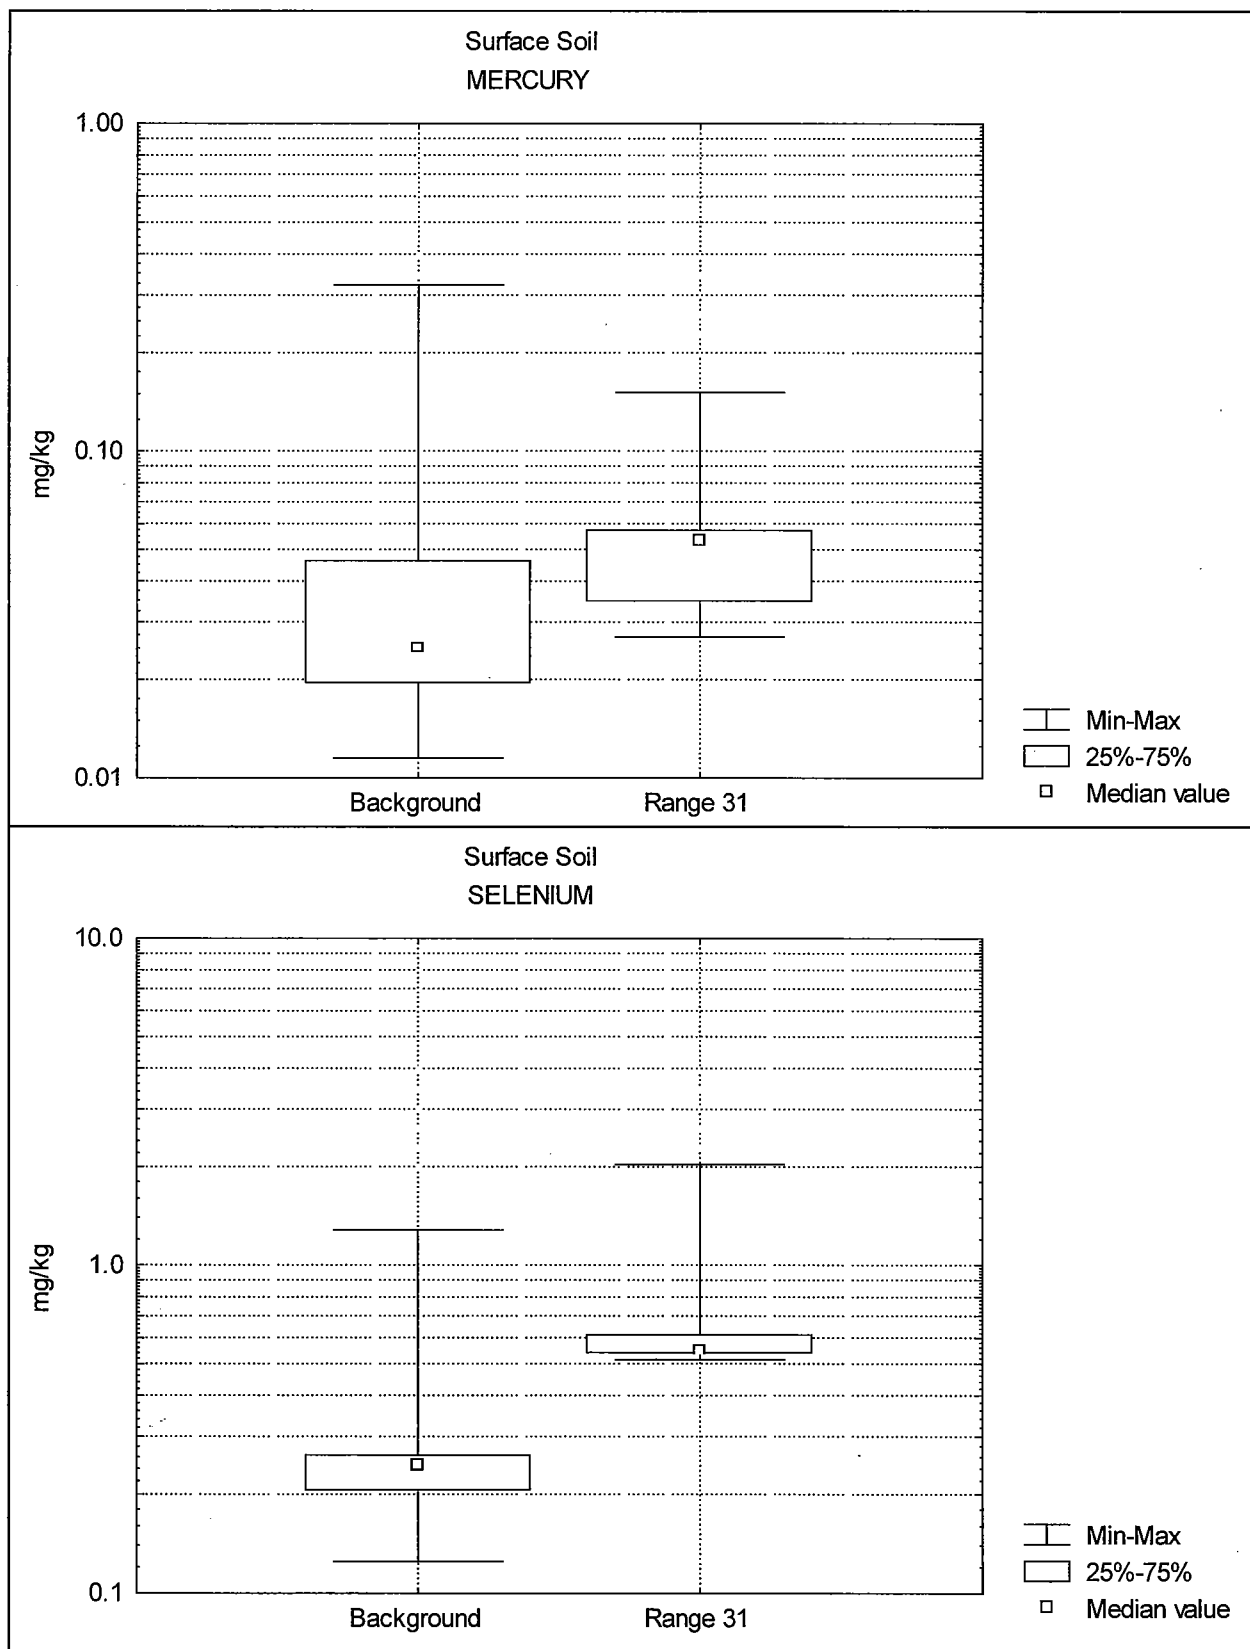 Surface Soil
MERCURY
1.00
0.10
0.01
mg/kg
Background
Range 31
Min-Max
25%-75%
Median value
Surface Soil
SELENIUM
10.0
1.0
0.1
mg/kg
Background
Range 31
Min-Max
25%-75%
Median value